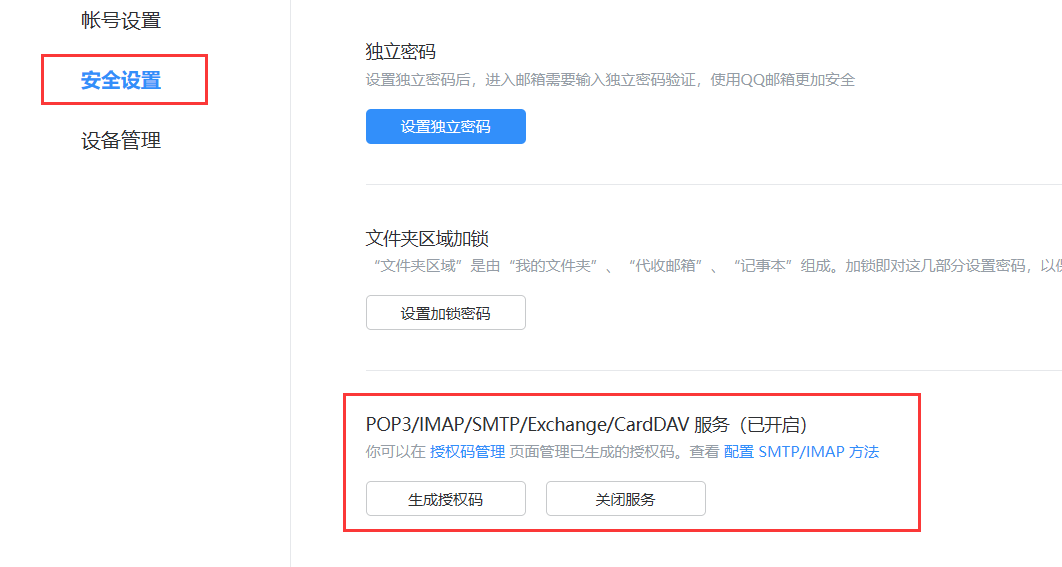 帐号设置
安全设置
设备管理
独立密码
设置独立密码后，进入邮箱需要输入独立密码验证，使用QQ邮箱更加安全
设置独立密码
文件夹区域加锁
“文件夹区域”是由“我的文件夹”、“代收邮箱”、“记事本”组成。加锁即对这几部分设置密码，以
设置加锁密码
POP3/IMAP/SMTP/Exchange/CardDAV 服务（已开启）
你可以在 授权码管理 页面管理已生成的授权码。查看 配置 SMTP/IMAP 方法
生成授权码 关闭服务